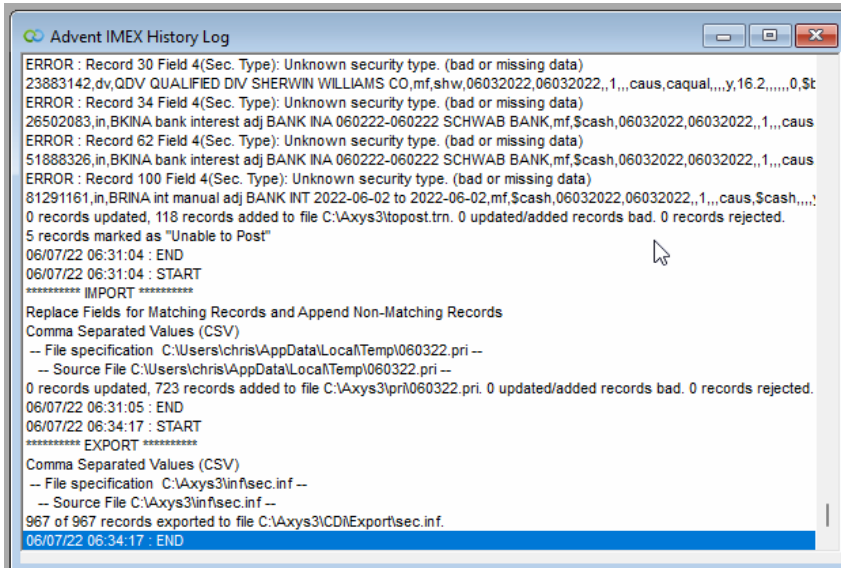 Advent IMEX History Log
ERROR : Record 30 Field 4(Sec. Type): Unknown security type. (bad or missing data)
23883142,dv,QDV QUALIFIED DIV SHERWIN WILLIAMS CO,mf,shw,06032022,06032022,,1,,,caus,caqual,,,,y,16.2,,,,,,0,$b
ERROR : Record 34 Field 4(Sec. Type): Unknown security type. (bad or missing data)
26502083,in,BKINA bank interest adj BANK INA 060222-060222 SCHWAB BANK,mf,$cash,06032022,06032022,,1,,,caus
ERROR : Record 62 Field 4(Sec. Type): Unknown security type. (bad or missing data)
51888326,in,BKINA bank interest adj BANK INA 060222-060222 SCHWAB BANK,mf,$cash,06032022,06032022,,1,,,caus
ERROR : Record 100 Field 4(Sec. Type): Unknown security type. (bad or missing data)
81291161,in,BRINA int manual adj BANK INT 2022-06-02 to 2022-06-02,mf,$cash,06032022,06032022,,1,,,caus,$cash,,,,y
0 records updated, 118 records added to file C:\Axys3\topost.trn. 0 updated/added records bad. 0 records rejected.
5 records marked as "Unable to Post"
06/07/22 06:31:04 : END
06/07/22 06:31:04 : START
********** IMPORT **********
Replace Fields for Matching Records and Append Non-Matching Records
Comma Separated Values (CSV)
-- File specification C:\Users\chris\AppData\Local\Temp\060322.pri --
-- Source File C:\Users\chris\AppData\Local\Temp\060322.pri --
0 records updated, 723 records added to file C:\Axys3\pri\060322.pri. 0 updated/added records bad. 0 records rejected.
06/07/22 06:31:05 : END
06/07/22 06:34:17 : START
********** EXPORT **********
Comma Separated Values (CSV)
-- File specification C:\Axys3\inf\sec.inf --
-- Source File C:\Axys3\inf\sec.inf --
967 of 967 records exported to file C:\Axys3\CDi\Export\sec.inf.
06/07/22 06:34:17 : END